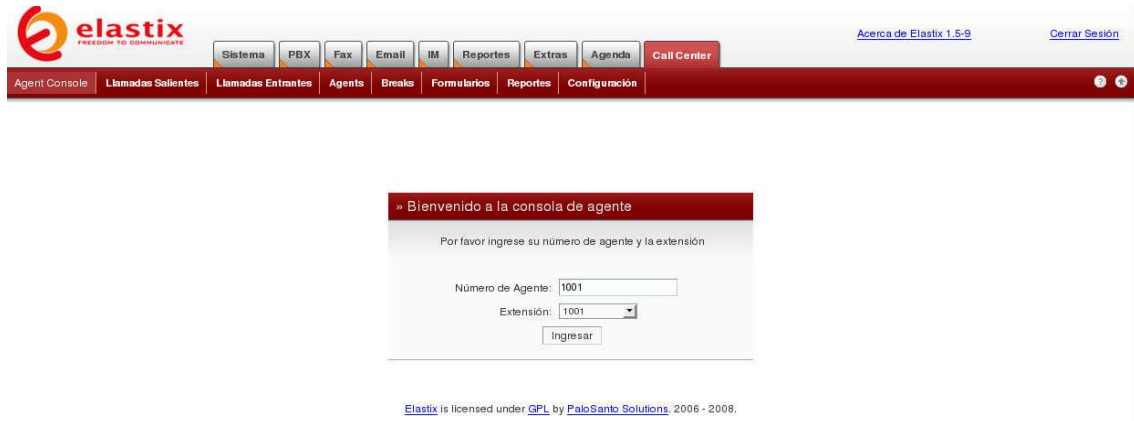 elastix
FREEDOM TO COMMUNICATE
Sistema PBX Fax Email IM Reportes Extras Agenda Call Center
Acerca de Elastix 1.5-9 Cerrar Sesión
Agent Console Llamadas Salientes Llamadas Entrantes Agents Breaks Formularios Reportes Configuración ?
» Bienvenido a la consola de agente
Por favor ingrese su número de agente y la extensión
Número de Agente: 1001
Extensión: 1001
Ingresar
Elastix is licensed under GPL by PaloSanto Solutions. 2006 - 2008.